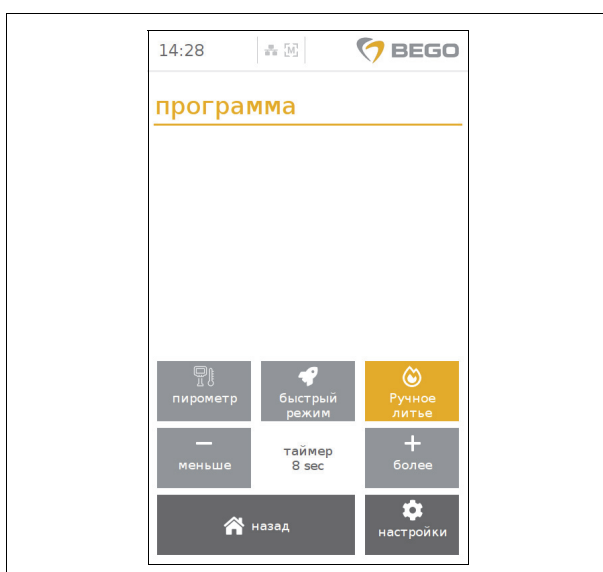 14:28 M BEGO
программа
пирометр
быстрый
режим
Ручное
литье
меньше
таймер
8 sec
более
назад
настройки